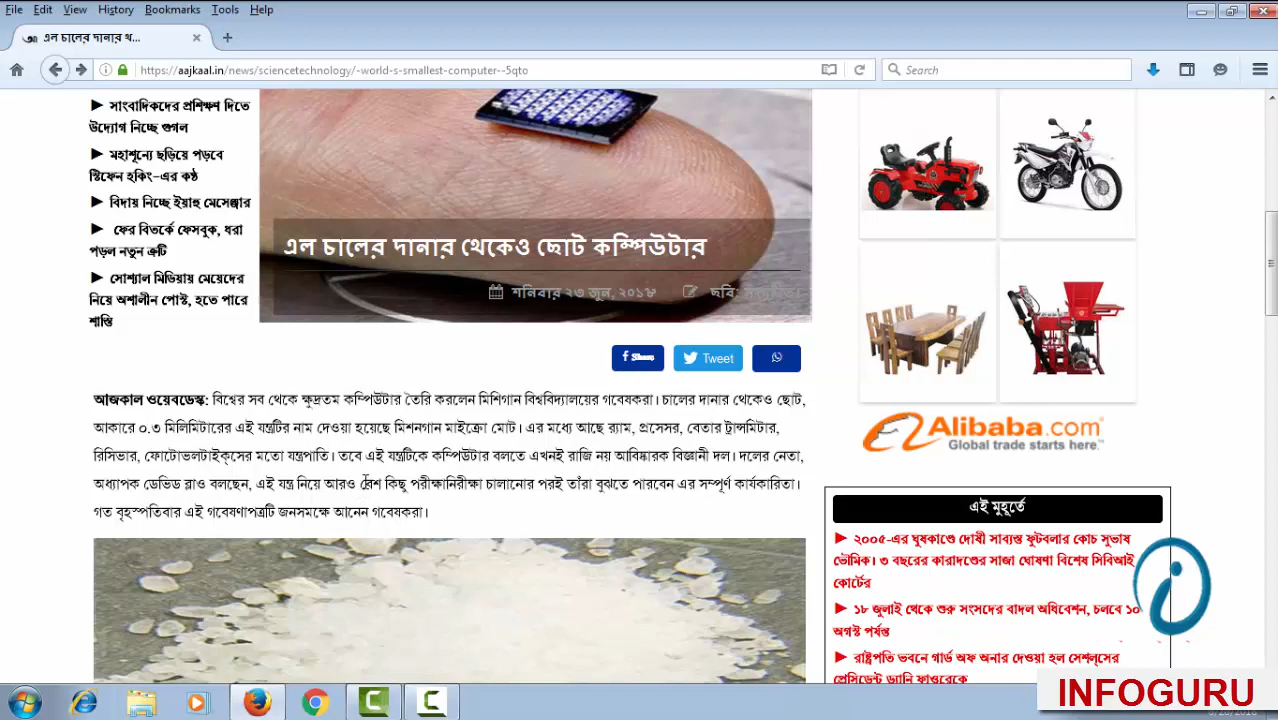 File Edit View History Bookmarks Tools Help
এল চালের দানার থ...
https://aajkaal.in/news/sciencetechnology/-world-s-smallest-computer--5qto
Search
► সাংবাদিকদের প্রশিক্ষণ দিতে
উদ্যোগ নিচ্ছে গুগল
► মহাশূন্যে ছড়িয়ে পড়বে
স্টিফেন হকিং-এর কণ্ঠ
► বিদায় নিচ্ছে ইয়াহু মেসেঞ্জার
► ফের বিতর্কে ফেসবুক, ধরা
পড়ল নতুন ত্রুটি
► সোশ্যাল মিডিয়ায় মেয়েদের
নিয়ে অশালীন পোস্ট, হতে পারে
শাস্তি
এল চালের দানার থেকেও ছোট কম্পিউটার
শনিবার ২৩ জুন, ২০১৮ ছবি:
Share Tweet
আজকাল ওয়েবডেস্ক: বিশ্বের সব থেকে ক্ষুদ্রতম কম্পিউটার তৈরি করলেন মিশিগান বিশ্ববিদ্যালয়ের গবেষকরা। চালের দানার থেকেও ছোট,
আকারে ০.৩ মিলিমিটারের এই যন্ত্রটির নাম দেওয়া হয়েছে মিশনগান মাইক্রো মোট। এর মধ্যে আছে র‍্যাম, প্রসেসর, বেতার ট্রান্সমিটার,
রিসিভার, ফোটোভলটাইক্‌সের মতো যন্ত্রপাতি। তবে এই যন্ত্রটিকে কম্পিউটার বলতে এখনই রাজি নয় আবিষ্কারক বিজ্ঞানী দল। দলের নেতা,
অধ্যাপক ডেভিড ব্লাও বলছেন, এই যন্ত্র নিয়ে আরও বেশ কিছু পরীক্ষানিরীক্ষা চালানোর পরই তাঁরা বুঝতে পারবেন এর সম্পূর্ণ কার্যকারিতা।
গত বৃহস্পতিবার এই গবেষণাপত্রটি জনসমক্ষে আনেন গবেষকরা।
Alibaba.com
Global trade starts here.
এই মুহূর্তে
► ২০০৫-এর ঘুষকাণ্ডে দোষী সাব্যস্ত ফুটবলার কোচ সুভাষ
ভৌমিক। ৩ বছরের কারাদণ্ডের সাজা ঘোষণা বিশেষ সিবিআই
কোর্টের
► ১৮ জুলাই থেকে শুরু সংসদের বাদল অধিবেশন, চলবে ১০
অগস্ট পর্যন্ত
► রাষ্ট্রপতি ভবনে গার্ড অফ অনার দেওয়া হল সেশল্‌সের
প্রেসিডেন্ট ড্যানি ফাওরেকে
INFOGURU